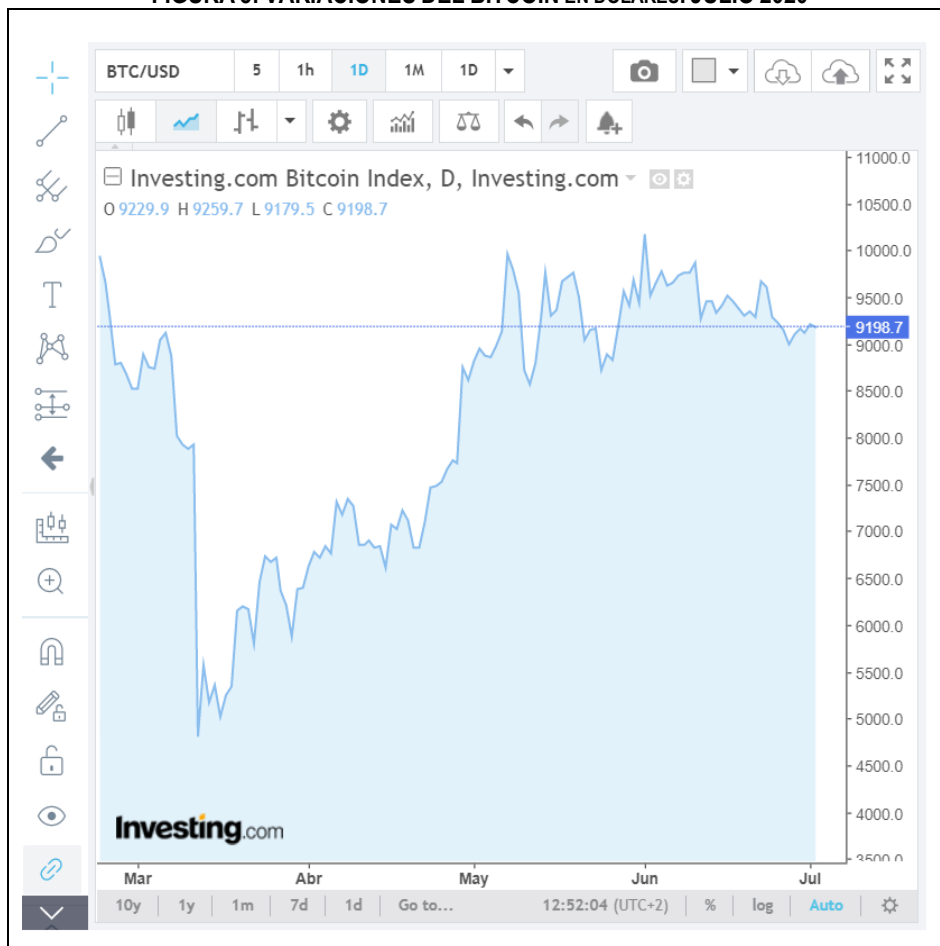 BTC/USD 5 1h 1D 1M 1D
Investing.com Bitcoin Index, D, Investing.com
O 9229.9 H 9259.7 L 9179.5 C 9198.7
11000.0
10500.0
10000.0
9500.0
9198.7
9000.0
8500.0
8000.0
7500.0
7000.0
6500.0
6000.0
5500.0
5000.0
4500.0
4000.0
3500.0
T
Investing.com
Mar Abr May Jun Jul
10y 1y 1m 7d 1d Go to... 12:52:04 (UTC+2) % log Auto